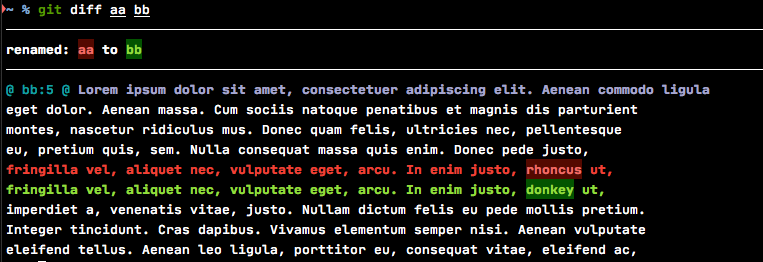 ~ % git diff aa bb
renamed: aa to bb
@ bb:5 @ Lorem ipsum dolor sit amet, consectetuer adipiscing elit. Aenean commodo ligula
eget dolor. Aenean massa. Cum sociis natoque penatibus et magnis dis parturient
montes, nascetur ridiculus mus. Donec quam felis, ultricies nec, pellentesque
eu, pretium quis, sem. Nulla consequat massa quis enim. Donec pede justo,
fringilla vel, aliquet nec, vulputate eget, arcu. In enim justo, rhoncus ut,
fringilla vel, aliquet nec, vulputate eget, arcu. In enim justo, donkey ut,
imperdiet a, venenatis vitae, justo. Nullam dictum felis eu pede mollis pretium.
Integer tincidunt. Cras dapibus. Vivamus elementum semper nisi. Aenean vulputate
eleifend tellus. Aenean leo ligula, porttitor eu, consequat vitae, eleifend ac,